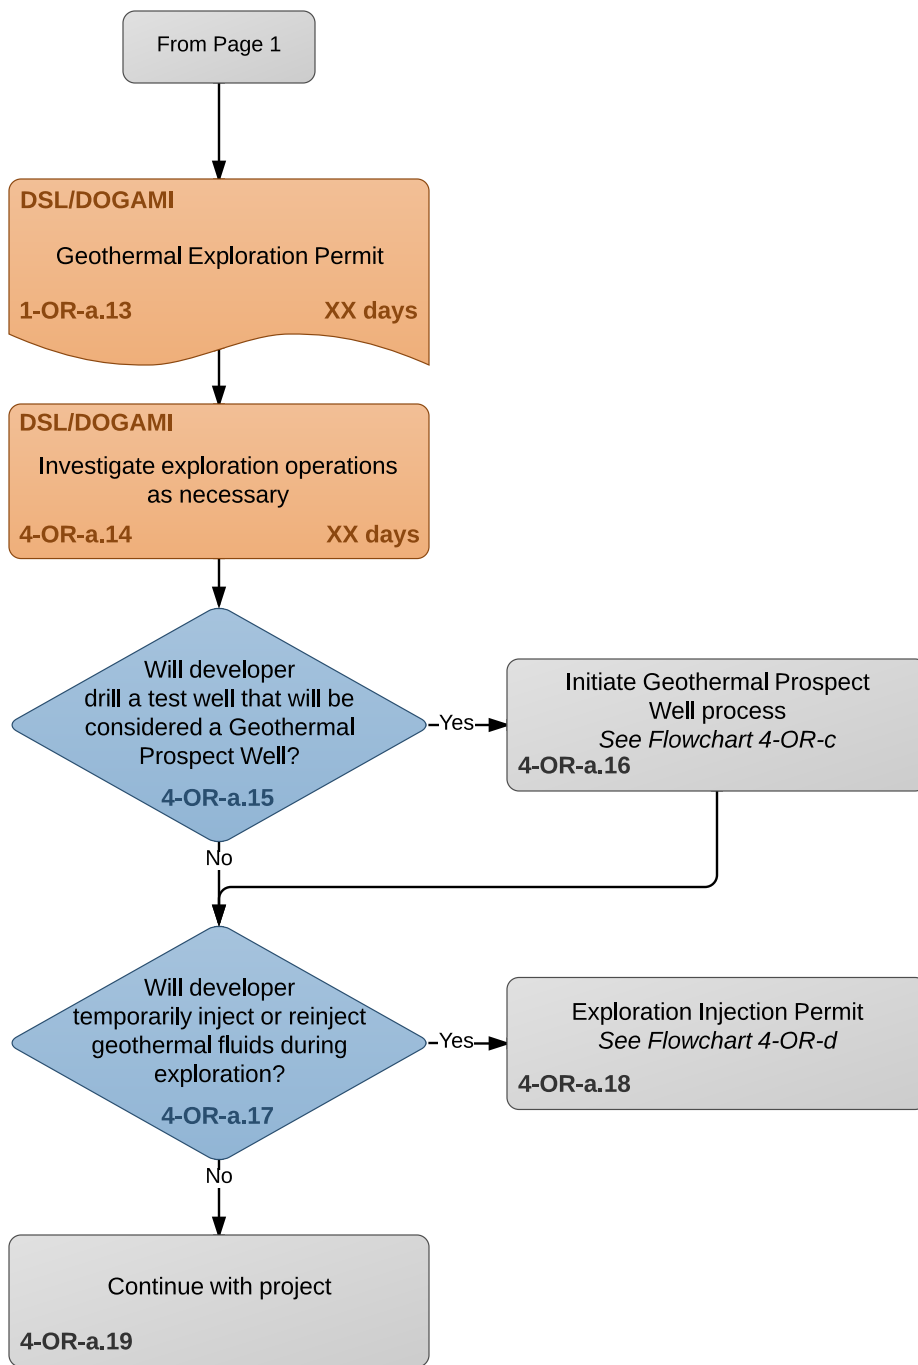 From Page 1
DSL/DOGAMI
Geothermal Exploration Permit
1-OR-a.13
XX days
DSL/DOGAMI
Investigate exploration operations
as necessary
4-OR-a.14
XX days
Will developer
drill a test well that will be
considered a Geothermal
Prospect Well?
4-OR-a.15
Yes
Initiate Geothermal Prospect
Well process
See Flowchart 4-OR-c
4-OR-a.16
No
Will developer
temporarily inject or reinject
geothermal fluids during
exploration?
4-OR-a.17
Yes
Exploration Injection Permit
See Flowchart 4-OR-d
4-OR-a.18
No
Continue with project
4-OR-a.19